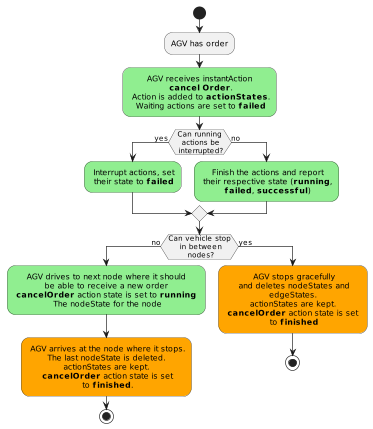 AGV has order
AGV receives instantAction
cancel Order.
Action is added to actionStates.
Waiting actions are set to failed
Can running
actions be
interrupted?
yes
no
Interrupt actions, set
their state to failed
Finish the actions and report
their respective state (running,
failed, successful)
Can vehicle stop
in between
nodes?
no
yes
AGV drives to next node where it should
be able to receive a new order
cancelOrder action state is set to running
The nodeState for the node
AGV arrives at the node where it stops.
The last nodeState is deleted.
actionStates are kept.
cancelOrder action state is set
to finished.
AGV stops gracefully
and deletes nodeStates and
edgeStates.
actionStates are kept.
cancelOrder action state is set
to finished